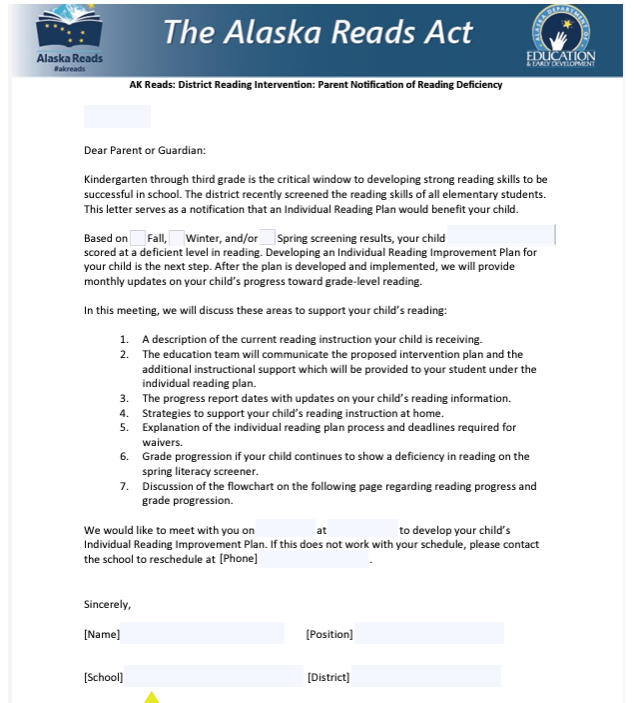 The Alaska Reads Act
Alaska Reads
#akreads
ALASKA DEPARTMENT OF
EDUCATION
& EARLY DEVELOPMENT
AK Reads: District Reading Intervention: Parent Notification of Reading Deficiency
Dear Parent or Guardian:
Kindergarten through third grade is the critical window to developing strong reading skills to be
successful in school. The district recently screened the reading skills of all elementary students.
This letter serves as a notification that an Individual Reading Plan would benefit your child.
Based on Fall, Winter, and/or Spring screening results, your child
scored at a deficient level in reading. Developing an Individual Reading Improvement Plan for
your child is the next step. After the plan is developed and implemented, we will provide
monthly updates on your child's progress toward grade-level reading.
In this meeting, we will discuss these areas to support your child's reading:
1. A description of the current reading instruction your child is receiving.
2. The education team will communicate the proposed intervention plan and the
additional instructional support which will be provided to your student under the
individual reading plan.
3. The progress report dates with updates on your child's reading information.
4. Strategies to support your child's reading instruction at home.
5. Explanation of the individual reading plan process and deadlines required for
waivers.
6. Grade progression if your child continues to show a deficiency in reading on the
spring literacy screener.
7. Discussion of the flowchart on the following page regarding reading progress and
grade progression.
We would like to meet with you on at to develop your child's
Individual Reading Improvement Plan. If this does not work with your schedule, please contact
the school to reschedule at [Phone] .
Sincerely,
[Name] [Position]
[School] [District]